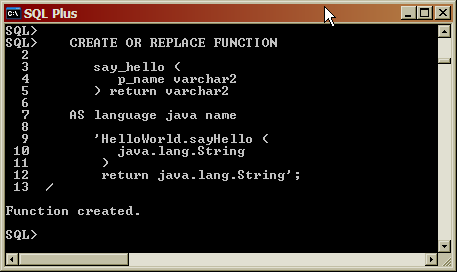 SQL Plus
SQL>
SQL>    CREATE OR REPLACE FUNCTION
  2
  3        say_hello (
  4           p_name varchar2
  5        ) return varchar2
  6
  7     AS language java name
  8
  9        'HelloWorld.sayHello (
 10           java.lang.String
 11         )
 12         return java.lang.String';
 13  /
Function created.
SQL>